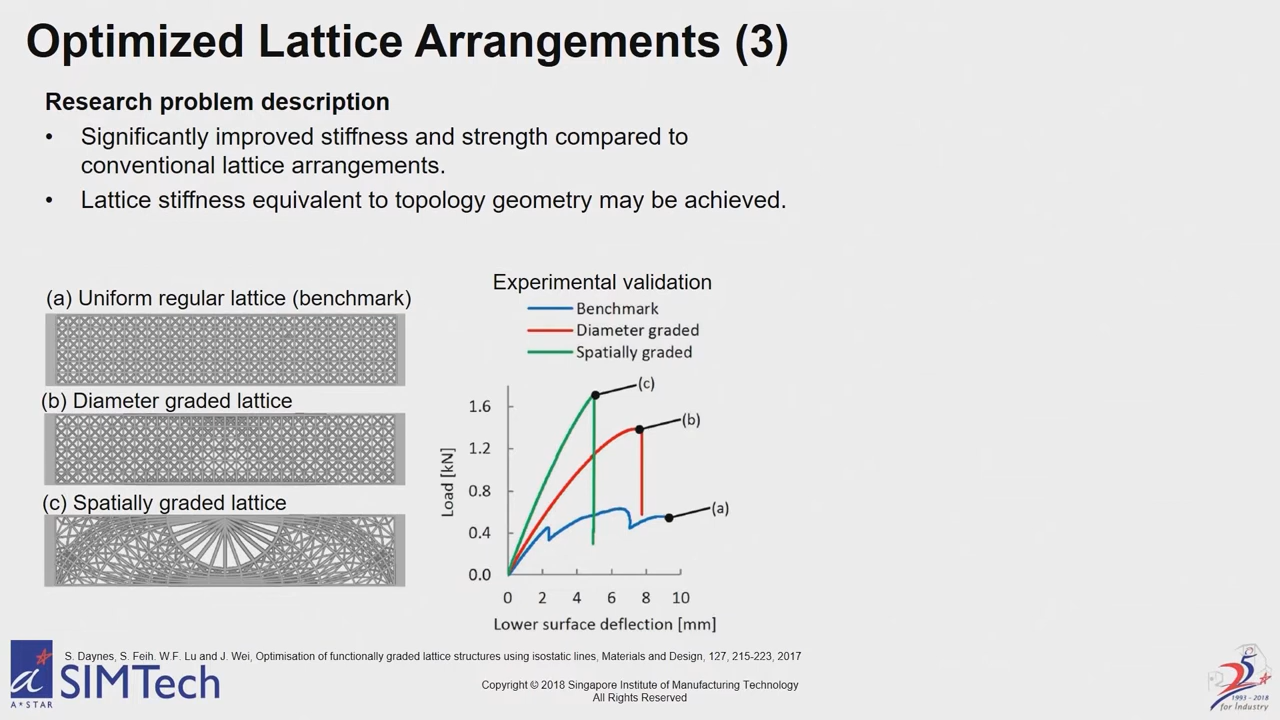 Optimized Lattice Arrangements (3)
Research problem description
• Significantly improved stiffness and strength compared to
conventional lattice arrangements.
• Lattice stiffness equivalent to topology geometry may be achieved.
(a) Uniform regular lattice (benchmark)
(b) Diameter graded lattice
(c) Spatially graded lattice
Experimental validation
Benchmark
Diameter graded
Spatially graded
(c)
(b)
(a)
Load [kN]
1.6
1.2
0.8
0.4
0.0
0 2 4 6 8 10
Lower surface deflection [mm]
S. Daynes, S. Feih. W.F. Lu and J. Wei, Optimisation of functionally graded lattice structures using isostatic lines, Materials and Design, 127, 215-223, 2017
a
A★STAR
SIMTech
Copyright © 2018 Singapore Institute of Manufacturing Technology
All Rights Reserved
25
1993 - 2018
for Industry